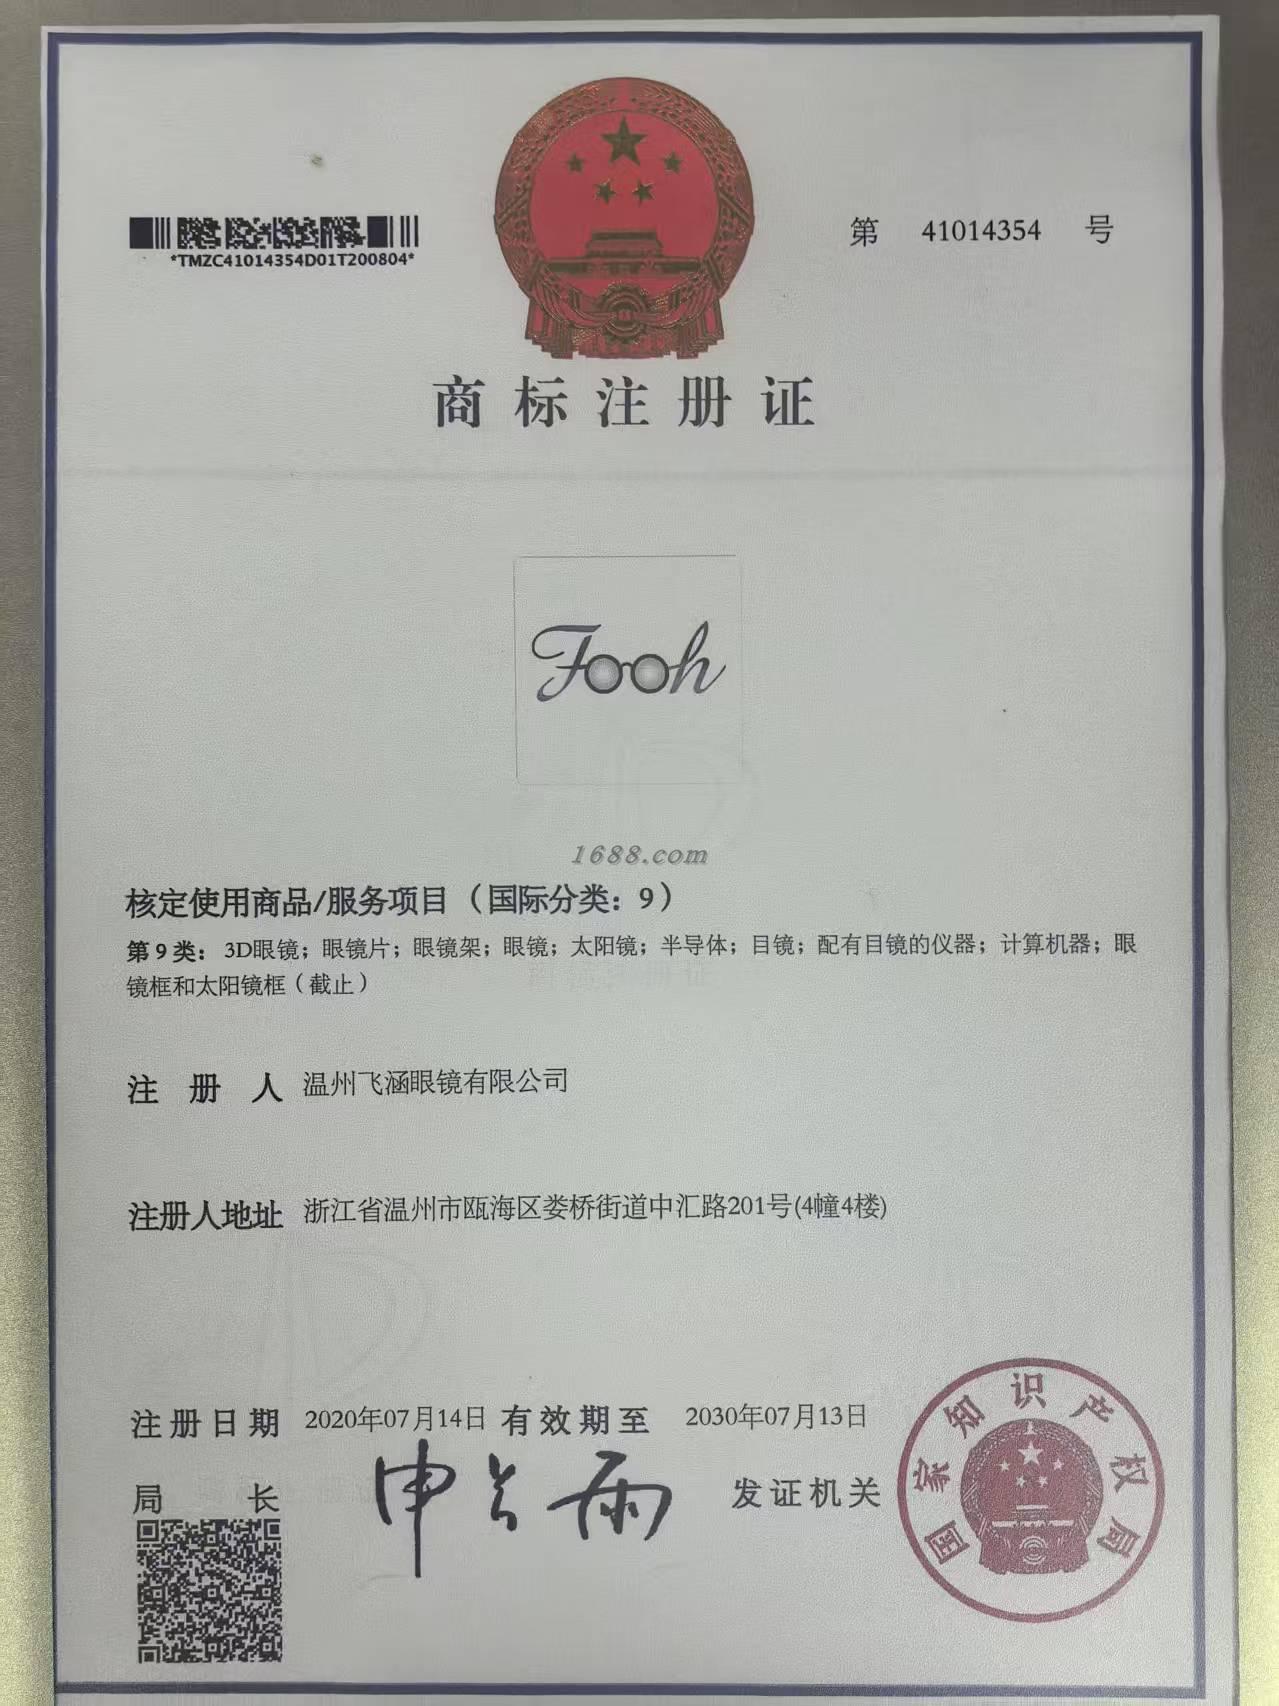 第 41014354 号
*TMZC41014354D01T200804*
商标注册证
Fooh
1688.com
核定使用商品/服务项目（国际分类：9）
第9类：3D眼镜；眼镜片；眼镜架；眼镜；太阳镜；半导体；目镜；配有目镜的仪器；计算机器；眼
镜框和太阳镜框（截止）
注册人 温州飞涵眼镜有限公司
注册人地址 浙江省温州市瓯海区娄桥街道中汇路201号(4幢4楼)
注册日期 2020年07月14日 有效期至 2030年07月13日
局长 申长雨 发证机关
国家知识产权局